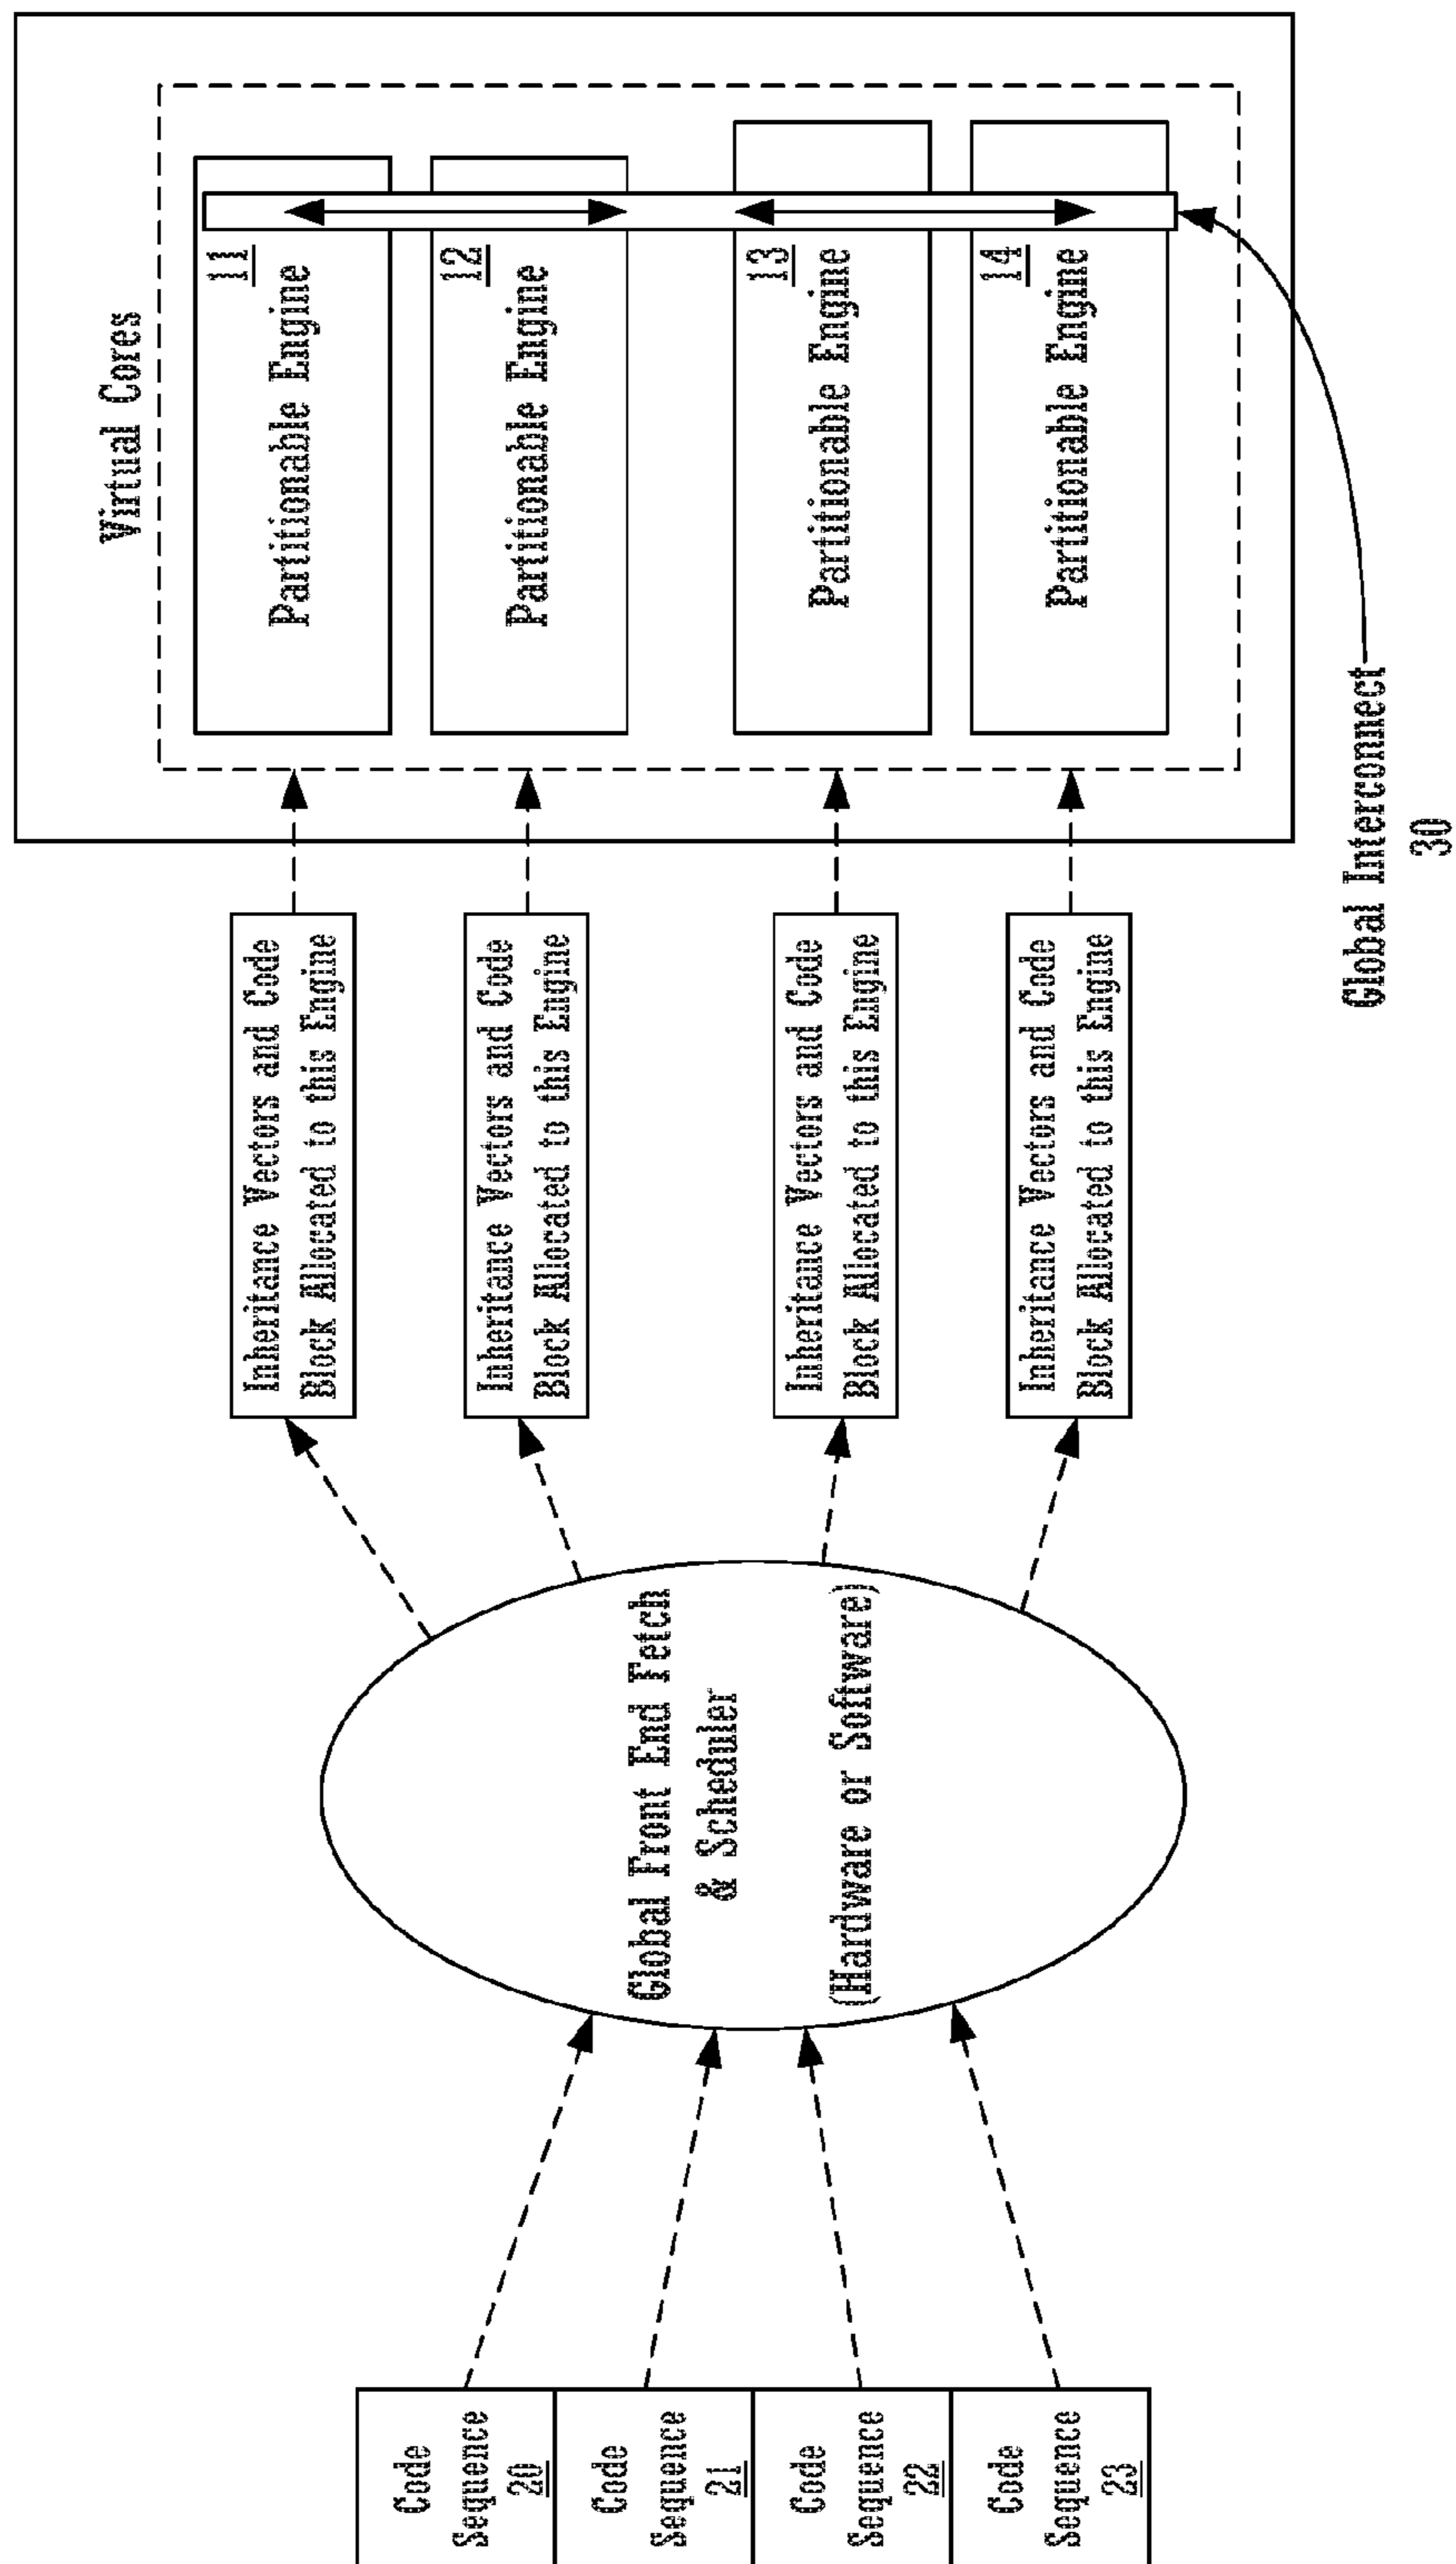 Code
Sequence
20
Code
Sequence
21
Code
Sequence
22
Code
Sequence
23
Global Front End Fetch
& Scheduler
(Hardware or Software)
Inheritance Vectors and Code
Block Allocated to this Engine
Inheritance Vectors and Code
Block Allocated to this Engine
Inheritance Vectors and Code
Block Allocated to this Engine
Inheritance Vectors and Code
Block Allocated to this Engine
Virtual Cores
11
Partitionable Engine
12
Partitionable Engine
13
Partitionable Engine
14
Partitionable Engine
Global Interconnect
30